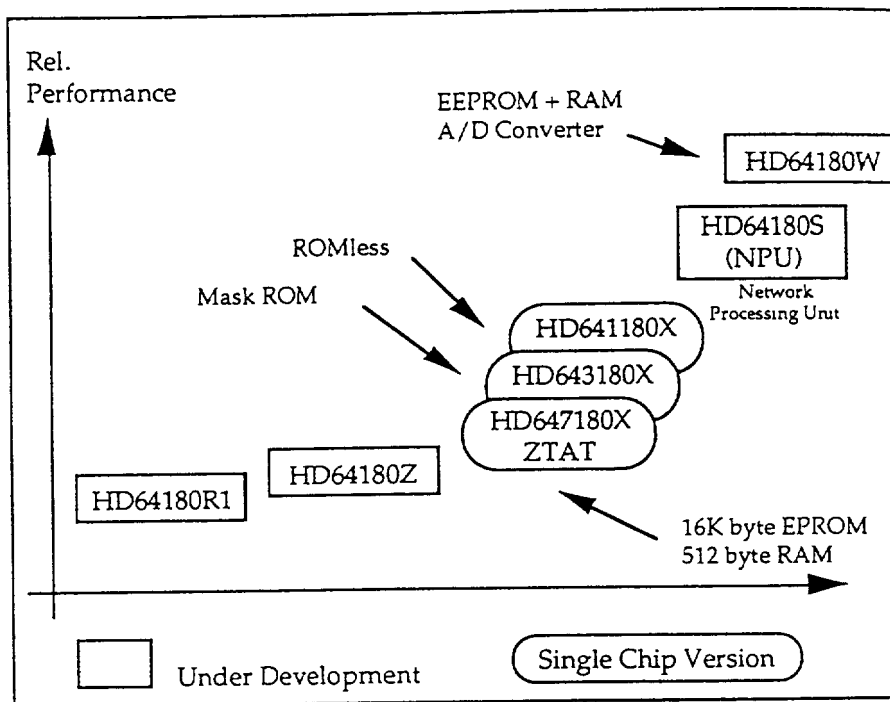 Rel.
Performance
EEPROM + RAM
A/D Converter
HD64180W
HD64180S
(NPU)
Network
Processing Unit
ROMless
Mask ROM
HD641180X
HD643180X
HD647180X
ZTAT
HD64180Z
HD64180R1
16K byte EPROM
512 byte RAM
Under Development
Single Chip Version